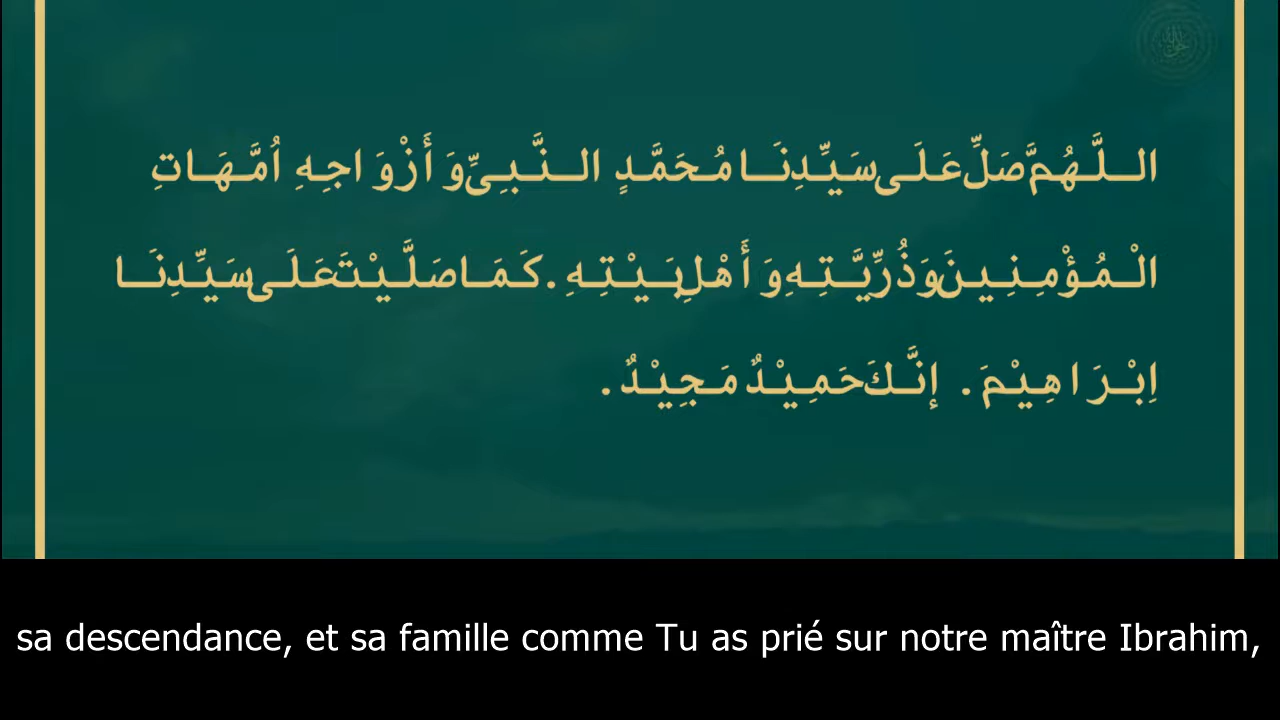 اللَّهُمَّ صَلِّ عَلَى سَيِّدِنَا مُحَمَّدٍ النَّبِىِّ وَ أَزْوَاجِهِ اُمَّهَاتِ
الْمُؤْمِنِينَ وَذُرِّيَّتِهِ وَ أَهْلِ بَيْتِهِ . كَمَا صَلَّيْتَ عَلَى سَيِّدِنَا
اِبْرَاهِيْمَ . إِنَّكَ حَمِيْدٌ مَجِيْدٌ .
sa descendance, et sa famille comme Tu as prié sur notre maître Ibrahim,